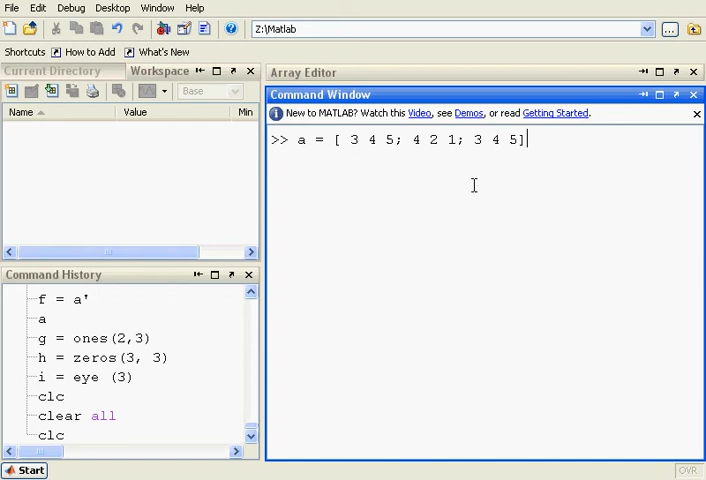 File Edit Debug Desktop Window Help
Z:\Matlab
...
Shortcuts How to Add What's New
Current Directory Workspace
Base
Name Value Min
Array Editor
Command Window
New to MATLAB? Watch this Video, see Demos, or read Getting Started.
>> a = [ 3 4 5; 4 2 1; 3 4 5]
Command History
f = a'
a
g = ones(2,3)
h = zeros(3, 3)
i = eye (3)
clc
clear all
clc
Start
OVR